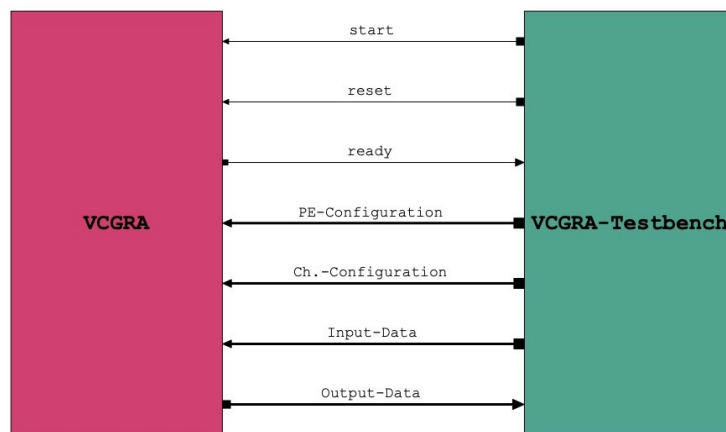 start
reset
ready
PE-Configuration
VCGRA
VCGRA-Testbench
Ch.-Configuration
Input-Data
Output-Data